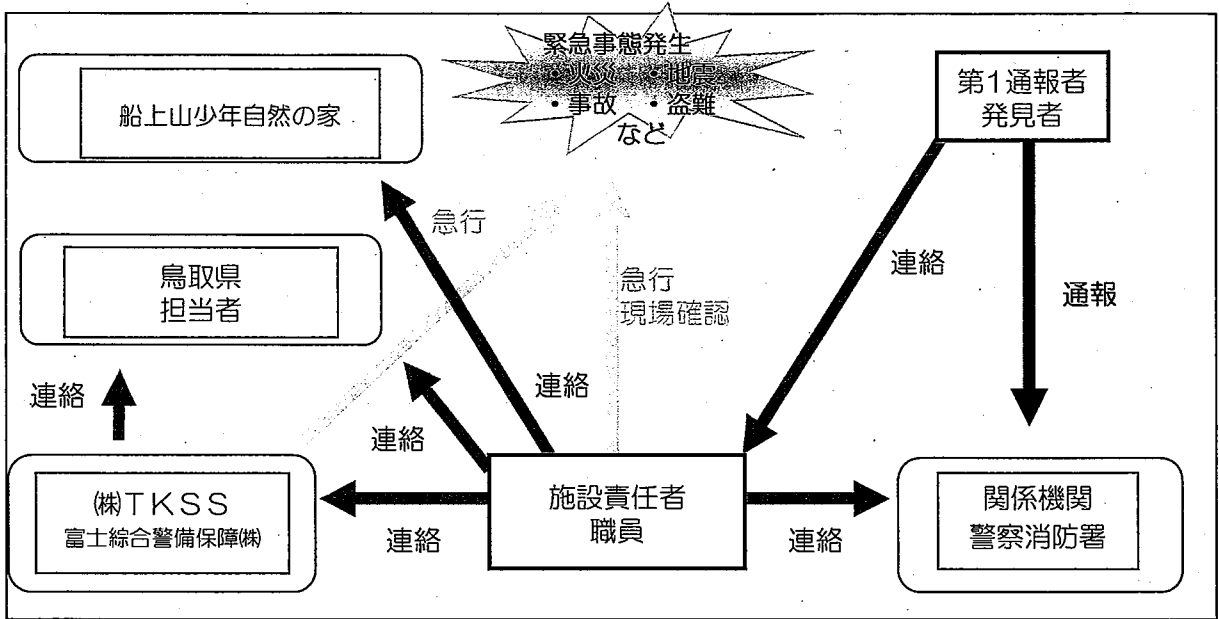 緊急事態発生
・火災 ・地震
・事故 ・盗難
など
第1通報者
発見者
船上山少年自然の家
急行
鳥取県
担当者
急行
現場確認
連絡
通報
連絡
連絡
連絡
㈱TKSS
富士綜合警備保障㈱
連絡
施設責任者
職員
連絡
関係機関
警察消防署